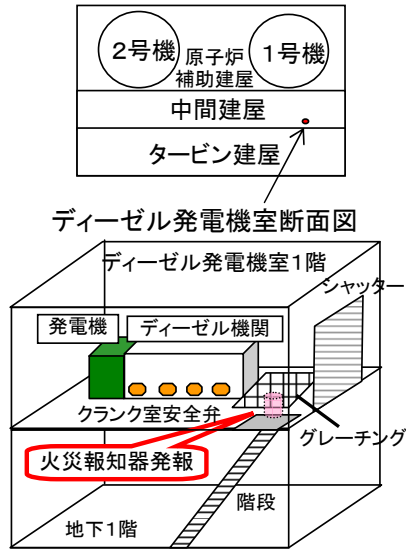 2号機
1号機
原子炉
補助建屋
中間建屋
タービン建屋
ディーゼル発電機室断面図
ディーゼル発電機室1階
シャッター
発電機
ディーゼル機関
クランク室安全弁
グレーチング
火災報知器発報
階段
地下1階